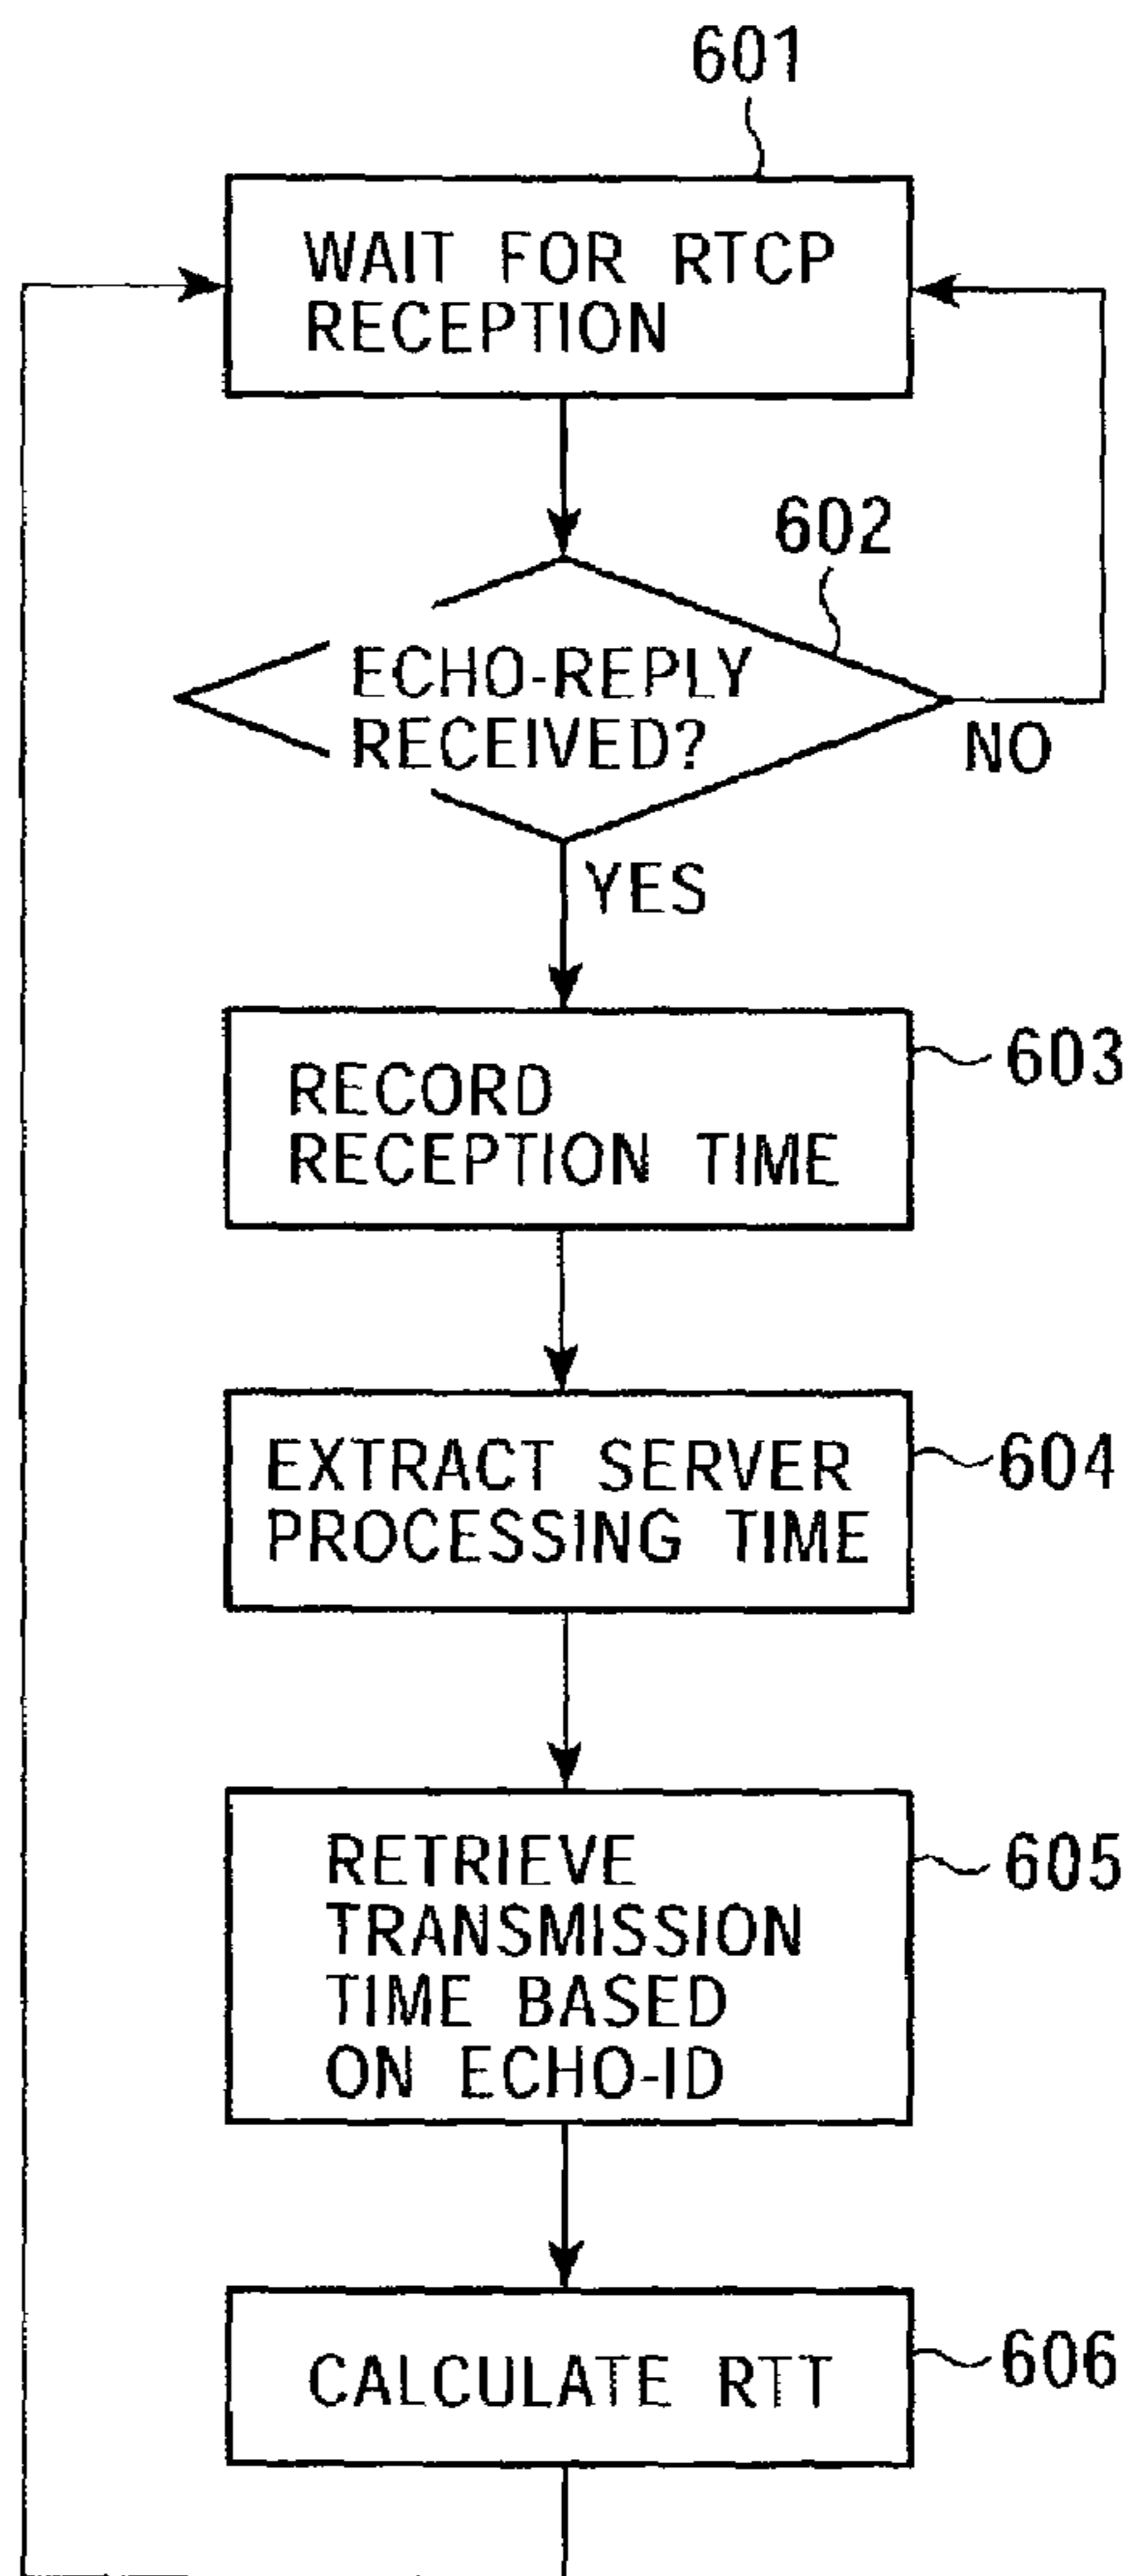 601
WAIT FOR RTCP
RECEPTION
602
ECHO-REPLY
RECEIVED?
NO
YES
603
RECORD
RECEPTION TIME
604
EXTRACT SERVER
PROCESSING TIME
605
RETRIEVE
TRANSMISSION
TIME BASED
ON ECHO-ID
606
CALCULATE RTT